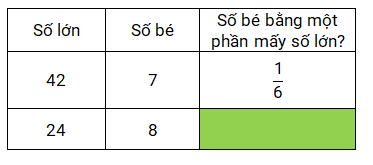 Số lớn Số bé Số bé bằng một
phần mấy số lớn?
42 7 1/6
24 8